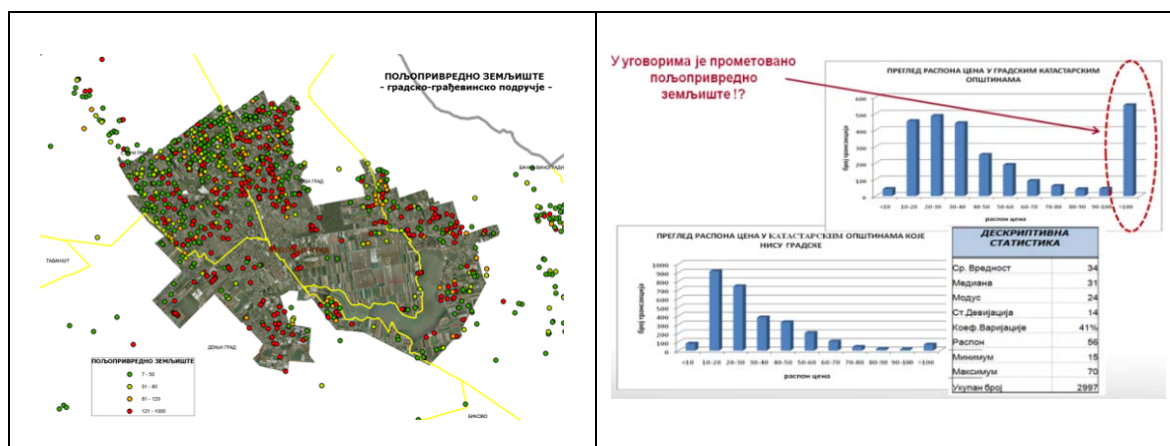 ПОЉОПРИВРЕДНО ЗЕМЉИШТЕ
- градско-грађевинско подручје -
ТАВАНКУТ
ДОЊИ ГРАД
БИКОВО
ПОЉОПРИВРЕДНО ЗЕМЉИШТЕ
121 - 1000
У уговорима је прометовано
пољопривредно
земљиште !?
ПРЕГЛЕД РАСПОНА ЦЕНА У ГРАДСКИМ КАТАСТАРСКИМ
ОПШТИНАМА
број трансакција
600
500
400
300
200
100
0
<10 10-20 20-30 30-40 40-50 50-60 60-70 70-80 80-90 90-100 >100
распон цена
ПРЕГЛЕД РАСПОНА ЦЕНА У КАТАСТАРСКИМ ОПШТИНАМА КОЈЕ
НИСУ ГРАДСКЕ
број трансакција
1000
900
800
700
600
500
400
300
200
100
0
<10 10-20 20-30 30-40 40-50 50-60 60-70 70-80 80-90 90-100 >100
распон цена
ДЕСКРИПТИВНА
СТАТИСТИКА
Ср. Вредност 34
Медиана 31
Модус 24
Ст.Девијација 14
Коеф.Варијације 41%
Распон 56
Минимум 15
Максимум 70
Укупан број 2997